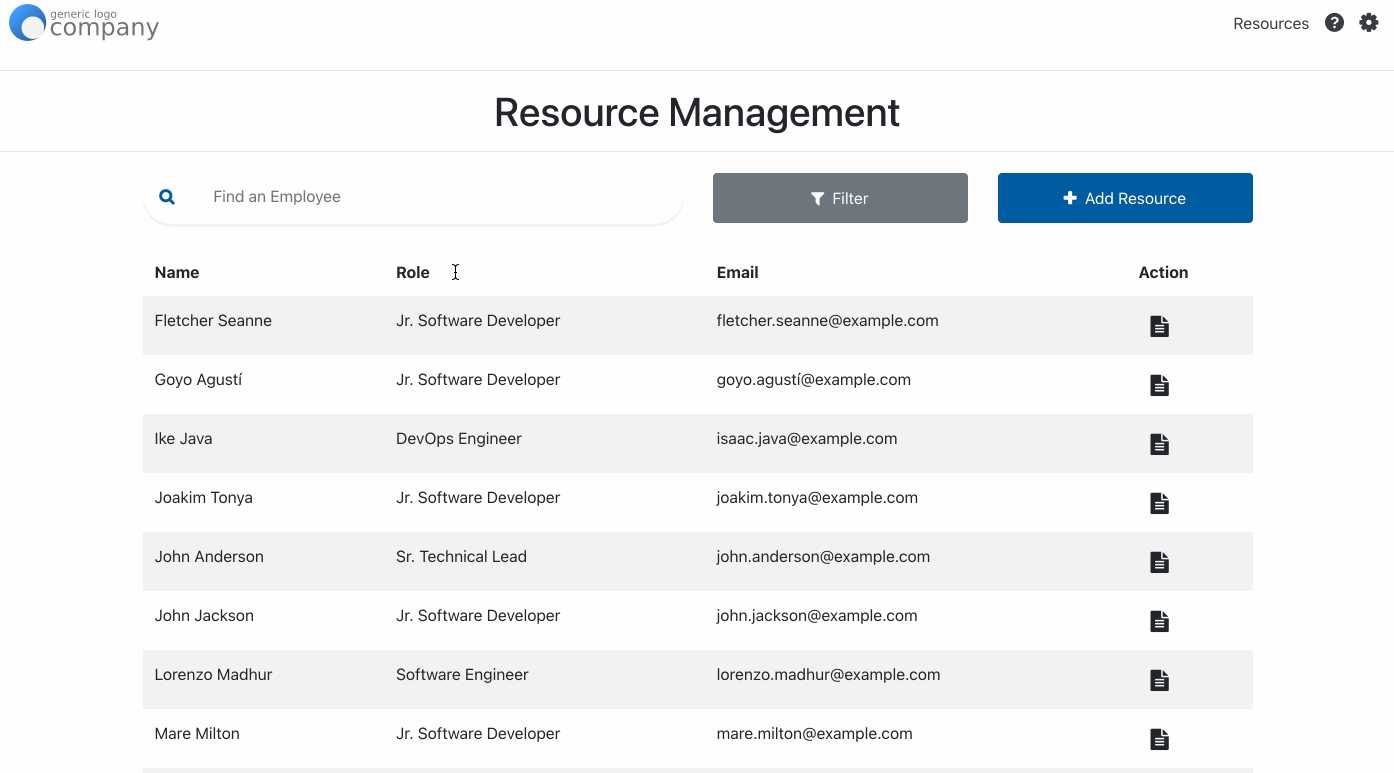 generic logo
company
Resources
Resource Management
Find an Employee
Filter
Add Resource
Name Role Email Action
Fletcher Seanne Jr. Software Developer fletcher.seanne@example.com
Goyo Agustí Jr. Software Developer goyo.agustí@example.com
Ike Java DevOps Engineer isaac.java@example.com
Joakim Tonya Jr. Software Developer joakim.tonya@example.com
John Anderson Sr. Technical Lead john.anderson@example.com
John Jackson Jr. Software Developer john.jackson@example.com
Lorenzo Madhur Software Engineer lorenzo.madhur@example.com
Mare Milton Jr. Software Developer mare.milton@example.com